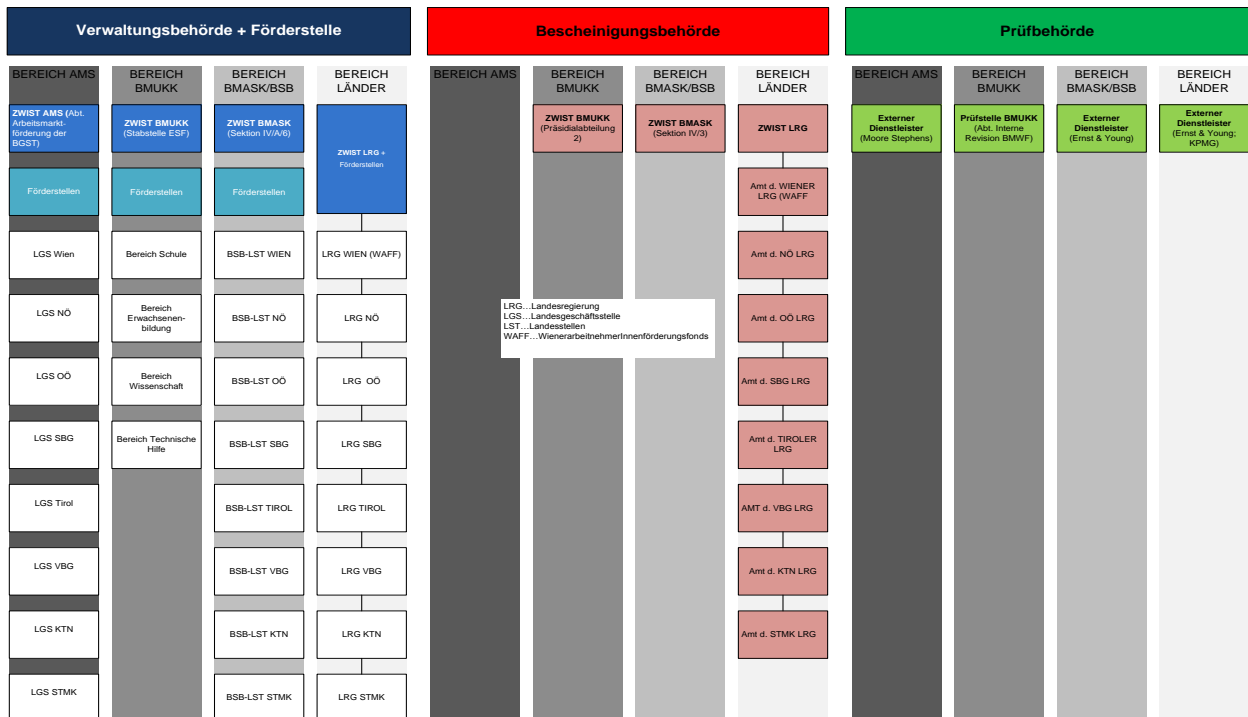 Verwaltungsbehörde + Förderstelle
BEREICH AMS
ZWIST AMS (Abt.
Arbeitsmarkt-
förderung der
BGST)
Förderstellen
LGS Wien
LGS NÖ
LGS OÖ
LGS SBG
LGS Tirol
LGS VBG
LGS KTN
LGS STMK
BEREICH
BMUKK
ZWIST BMUKK
(Stabstelle ESF)
Förderstellen
Bereich Schule
Bereich
Erwachsenen-
bildung
Bereich
Wissenschaft
Bereich Technische
Hilfe
BEREICH
BMASK/BSB
ZWIST BMASK
(Sektion IV/A/6)
Förderstellen
BSB-LST WIEN
BSB-LST NÖ
BSB-LST OÖ
BSB-LST SBG
BSB-LST TIROL
BSB-LST VBG
BSB-LST KTN
BSB-LST STMK
BEREICH
LÄNDER
ZWIST LRG +
Förderstellen
LRG WIEN (WAFF)
LRG NÖ
LRG OÖ
LRG SBG
LRG TIROL
LRG VBG
LRG KTN
LRG STMK
Bescheinigungsbehörde
BEREICH AMS
BEREICH
BMUKK
ZWIST BMUKK
(Präsidialabteilung
2)
BEREICH
BMASK/BSB
ZWIST BMASK
(Sektion IV/3)
LRG...Landesregierung
LGS...Landesgeschäftsstelle
LST...Landesstellen
WAFF...WienerarbeitnehmerInnenförderungsfonds
BEREICH
LÄNDER
ZWIST LRG
Amt d. WIENER
LRG (WAFF
Amt d. NÖ LRG
Amt d. OÖ LRG
Amt d. SBG LRG
Amt d. TIROLER
LRG
AMT d. VBG LRG
Amt d. KTN LRG
Amt d. STMK LRG
Prüfbehörde
BEREICH AMS
Externer
Dienstleister
(Moore Stephens)
BEREICH
BMUKK
Prüfstelle BMUKK
(Abt. Interne
Revision BMWF)
BEREICH
BMASK/BSB
Externer
Dienstleister
(Ernst & Young)
BEREICH
LÄNDER
Externer
Dienstleister
(Ernst & Young;
KPMG)